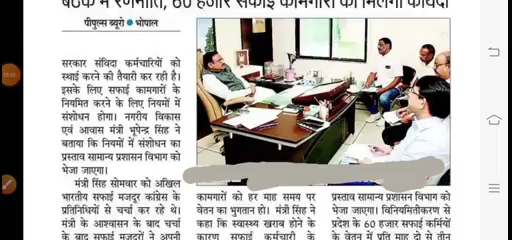 बैठक में रणनीति, 60 हजार सफाई कामगारों को मिलेगा फायदा
पीपुल्स ब्यूरो ● भोपाल
सरकार संविदा कर्मचारियों को
स्थाई करने की तैयारी कर रही है।
इसके लिए सफाई कामगारों के
नियमित करने के लिए नियमों में
संशोधन होगा। नगरीय विकास
एवं आवास मंत्री भूपेन्द्र सिंह ने
बताया कि नियमों में संशोधन का
प्रस्ताव सामान्य प्रशासन विभाग को
भेजा जाएगा।
मंत्री सिंह सोमवार को अखिल
भारतीय सफाई मजदूर कांग्रेस के
प्रतिनिधियों से चर्चा कर रहे थे।
मंत्री के आश्वासन के बाद चर्चा
के बाद सफाई मजदूरों ने अपनी
कामगारों को हर माह समय पर
वेतन का भुगतान हो। मंत्री सिंह ने
कहा कि स्वास्थ्य खराब होने के
कारण सफाई कर्मचारी के
प्रस्ताव सामान्य प्रशासन विभाग को
भेजा जाएगा। विनियमितीकरण से
प्रदेश के 60 हजार सफाई कर्मियों
के वेतन में प्रति माह दो से तीन